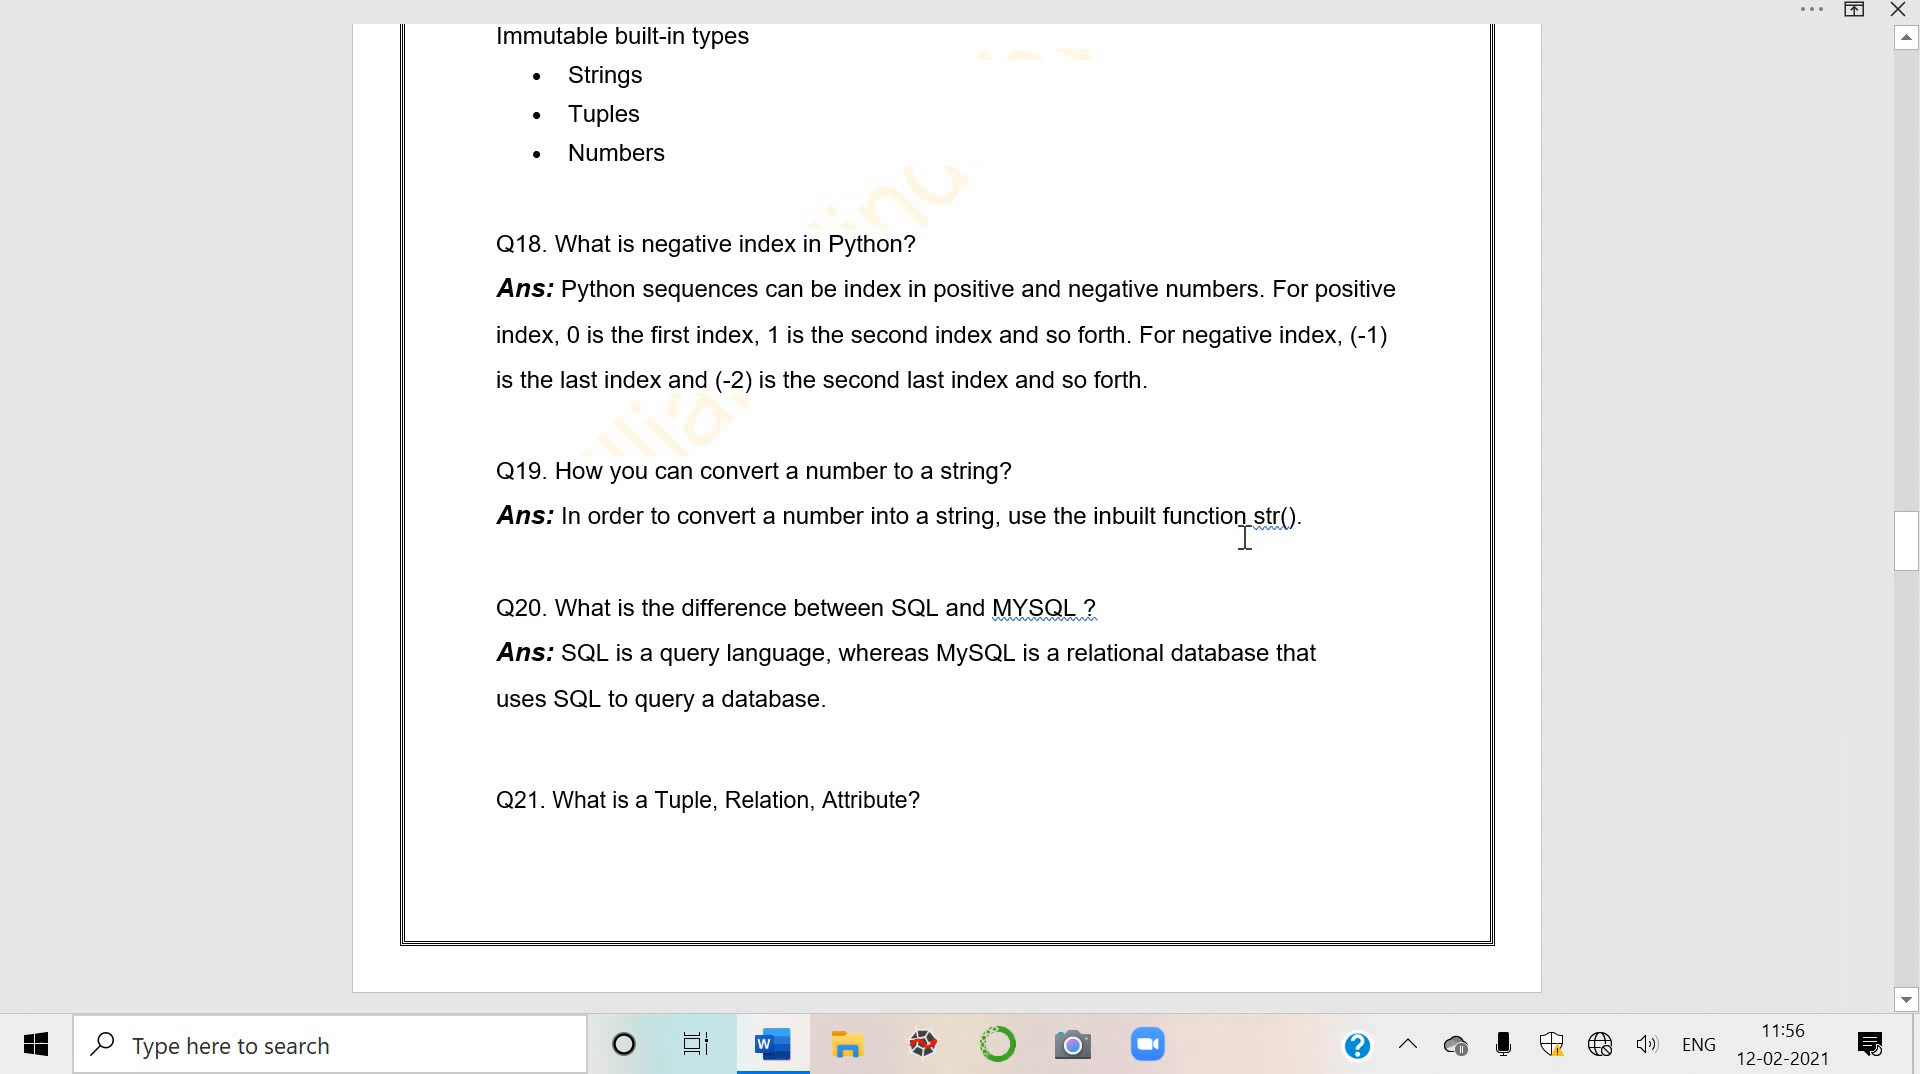 Immutable built-in types
• Strings
• Tuples
• Numbers
Q18. What is negative index in Python?
Ans: Python sequences can be index in positive and negative numbers. For positive
index, 0 is the first index, 1 is the second index and so forth. For negative index, (-1)
is the last index and (-2) is the second last index and so forth.
Q19. How you can convert a number to a string?
Ans: In order to convert a number into a string, use the inbuilt function str().
Q20. What is the difference between SQL and MYSQL ?
Ans: SQL is a query language, whereas MySQL is a relational database that
uses SQL to query a database.
Q21. What is a Tuple, Relation, Attribute?
Type here to search
ENG
11:56
12-02-2021